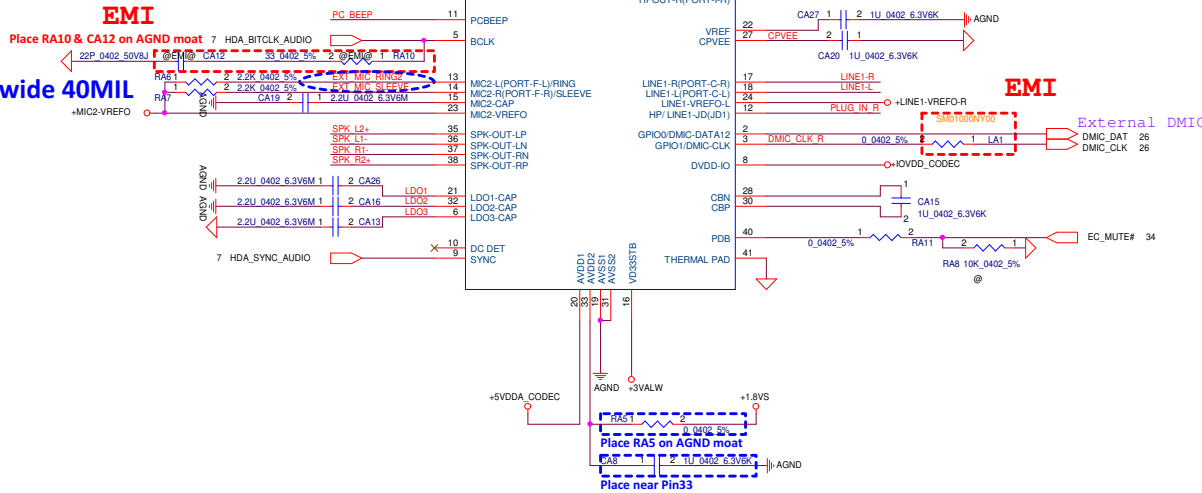 HPOUT-R(PORT-I-R)
EMI
Place RA10 & CA12 on AGND moat
PC_BEEP 11 PCBEEP
7 HDA_BITCLK_AUDIO 5 BCLK
22P_0402_50V8J @EMI@ CA12 33_0402_5% 2 @EMI@ 1 RA10
wide 40MIL
RA6 1 2 2.2K_0402_5% EXT_MIC_RING2 13 MIC2-L(PORT-F-L)/RING
RA7 1 2 2.2K_0402_5% EXT_MIC_SLEEVE 14 MIC2-R(PORT-F-R)/SLEEVE
AGND CA19 2 1 2.2U_0402_6.3V6M 15 MIC2-CAP
+MIC2-VREFO 23 MIC2-VREFO
SPK_L2+ 35 SPK-OUT-LP
SPK_L1- 36 SPK-OUT-LN
SPK_R1- 37 SPK-OUT-RN
SPK_R2+ 38 SPK-OUT-RP
AGND 2.2U_0402_6.3V6M 1 2 CA26 LDO1 21 LDO1-CAP
AGND 2.2U_0402_6.3V6M 1 2 CA16 LDO2 32 LDO2-CAP
2.2U_0402_6.3V6M 1 2 CA13 LDO3 6 LDO3-CAP
10 DC DET
7 HDA_SYNC_AUDIO 9 SYNC
VREF 22 CA27 1 2 1U_0402_6.3V6K AGND
CPVEE 27 CPVEE
CA20 1U_0402_6.3V6K
LINE1-R(PORT-C-R) 17 LINE1-R
LINE1-L(PORT-C-L) 18 LINE1-L
LINE1-VREFO-L 24 +LINE1-VREFO-R
HP/ LINE1-JD(JD1) 12 PLUG_IN_R
EMI
SM01000NY00
External DMIC
GPIO0/DMIC-DATA12 2 DMIC_DAT 26
GPIO1/DMIC-CLK 3 DMIC_CLK_R 0_0402_5% 2 1 LA1 DMIC_CLK 26
DVDD-IO 8 +IOVDD_CODEC
CBN 28 1
CBP 30 CA15
2 1U_0402_6.3V6K
PDB 40 0_0402_5% 1 2 RA11 EC_MUTE# 34
2 1
RA8 10K_0402_5%
@
THERMAL PAD 41
AVDD1 AVDD2 AVSS1 AVSS2 VD33STB
20 33 19 31 16
AGND +3VALW
+5VDDA_CODEC +1.8VS
RA5 1 2
0_0402_5%
Place RA5 on AGND moat
CA8 1 2 1U_0402_6.3V6K AGND
Place near Pin33